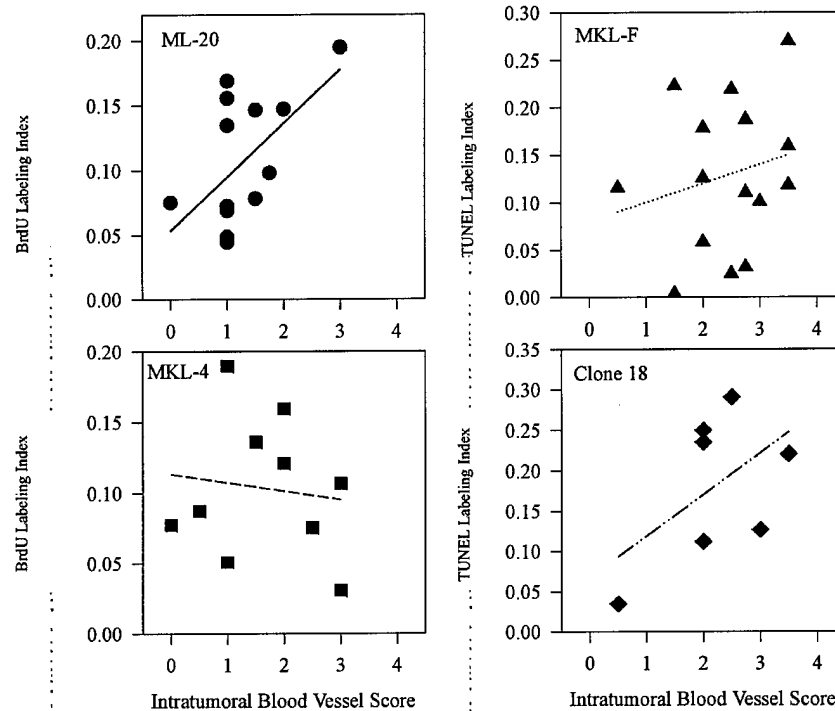 ML-20
BrdU Labeling Index
0.20
0.15
0.10
0.05
0.00
0 1 2 3 4
MKL-F
TUNEL Labeling Index
0.30
0.25
0.20
0.15
0.10
0.05
0.00
0 1 2 3 4
MKL-4
BrdU Labeling Index
0.20
0.15
0.10
0.05
0.00
0 1 2 3 4
Intratumoral Blood Vessel Score
Clone 18
TUNEL Labeling Index
0.35
0.30
0.25
0.20
0.15
0.10
0.05
0.00
0 1 2 3 4
Intratumoral Blood Vessel Score